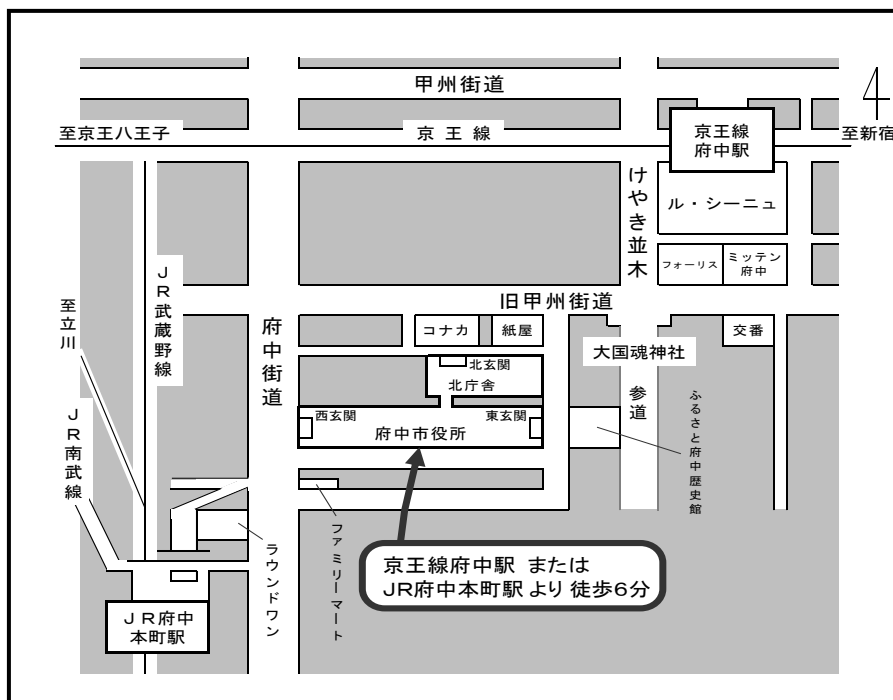 甲州街道
至京王八王子
京王線
京王線
府中駅
至新宿
けやき並木
ル・シーニュ
フォーリス
ミッテン
府中
JR武蔵野線
至立川
旧甲州街道
府中街道
コナカ
紙屋
交番
北玄関
北庁舎
大国魂神社
参道
ふるさと府中歴史館
西玄関
東玄関
府中市役所
JR南武線
ラウンドワン
ファミリーマート
京王線府中駅 または
JR府中本町駅 より 徒歩6分
JR府中
本町駅